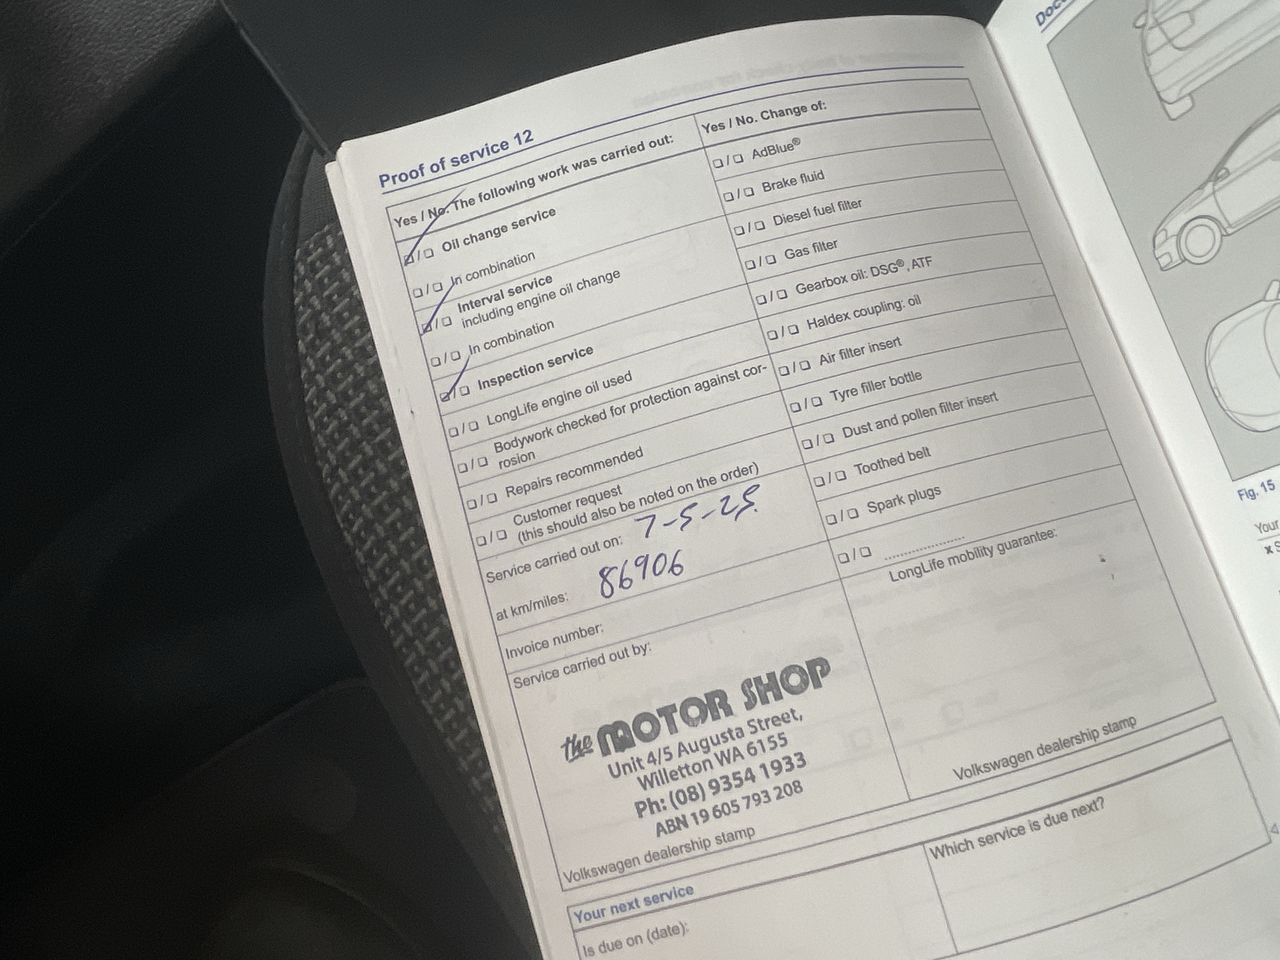 Proof of service 12
Yes / No. The following work was carried out:
❏/❏ Oil change service
❏/❏ In combination
❏/❏ Interval service
including engine oil change
❏/❏ In combination
❏/❏ Inspection service
❏/❏ LongLife engine oil used
❏/❏ Bodywork checked for protection against cor-
rosion
❏/❏ Repairs recommended
❏/❏ Customer request
(this should also be noted on the order)
Service carried out on: 7-5-25
at km/miles: 86906
Invoice number:
Service carried out by:
the MOTOR SHOP
Unit 4/5 Augusta Street,
Willetton WA 6155
Ph: (08) 9354 1933
ABN 19 605 793 208
Volkswagen dealership stamp
Yes / No. Change of:
❏/❏ AdBlue®
❏/❏ Brake fluid
❏/❏ Diesel fuel filter
❏/❏ Gas filter
❏/❏ Gearbox oil: DSG®, ATF
❏/❏ Haldex coupling: oil
❏/❏ Air filter insert
❏/❏ Tyre filler bottle
❏/❏ Dust and pollen filter insert
❏/❏ Toothed belt
❏/❏ Spark plugs
❏/❏ ....................
LongLife mobility guarantee:
Volkswagen dealership stamp
Your next service
Is due on (date):
Which service is due next?
Fig. 15
Your